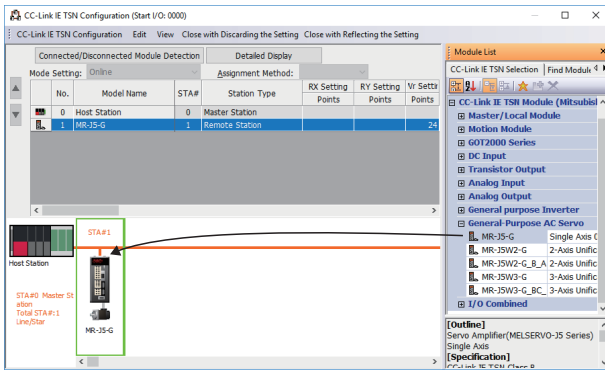 CC-Link IE TSN Configuration (Start I/O: 0000)
CC-Link IE TSN Configuration Edit View Close with Discarding the Setting Close with Reflecting the Setting
Connected/Disconnected Module Detection Detailed Display
Mode Setting: Online Assignment Method:
No. Model Name STA# Station Type RX Setting RY Setting Vr Settir
Points Points Points
0 Host Station 0 Master Station
1 MR-J5-G 1 Remote Station 24
STA#1
Host Station
STA#0 Master St
ation
Total STA#:1
Line/Star
MR-J5-G
Module List
CC-Link IE TSN Selection Find Module
CC-Link IE TSN Module (Mitsubisl
Master/Local Module
Motion Module
GOT2000 Series
DC Input
Transistor Output
Analog Input
Analog Output
General purpose Inverter
General-Purpose AC Servo
MR-J5-G Single Axis
MR-J5W2-G 2-Axis Unific
MR-J5W2-G_B_A 2-Axis Unific
MR-J5W3-G 3-Axis Unific
MR-J5W3-G_BC_ 3-Axis Unific
I/O Combined
[Outline]
Servo Amplifier(MELSERVO-J5 Series)
Single Axis
[Specification]
CC-Link IE TSN Class B